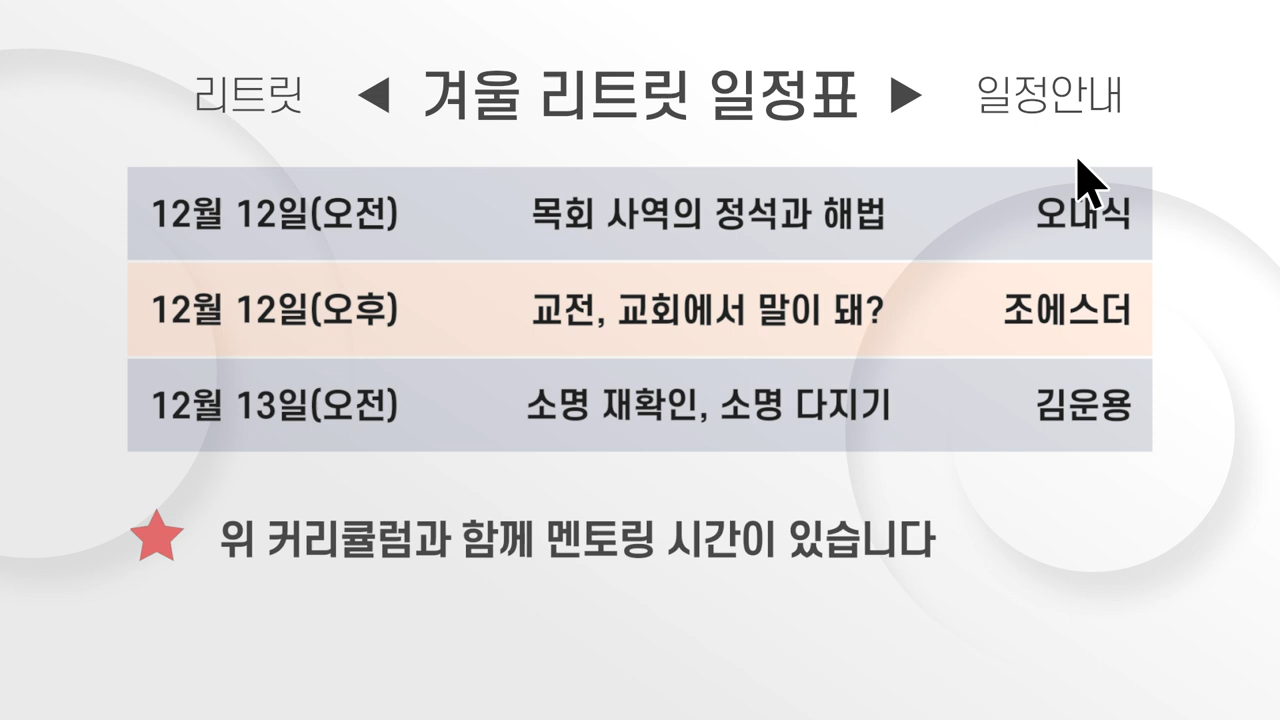 리트릿 ◀ 겨울 리트릿 일정표 ▶ 일정안내
12월 12일(오전) 목회 사역의 정석과 해법 오대식
12월 12일(오후) 교전, 교회에서 말이 돼? 조에스더
12월 13일(오전) 소명 재확인, 소명 다지기 김운용
위 커리큘럼과 함께 멘토링 시간이 있습니다